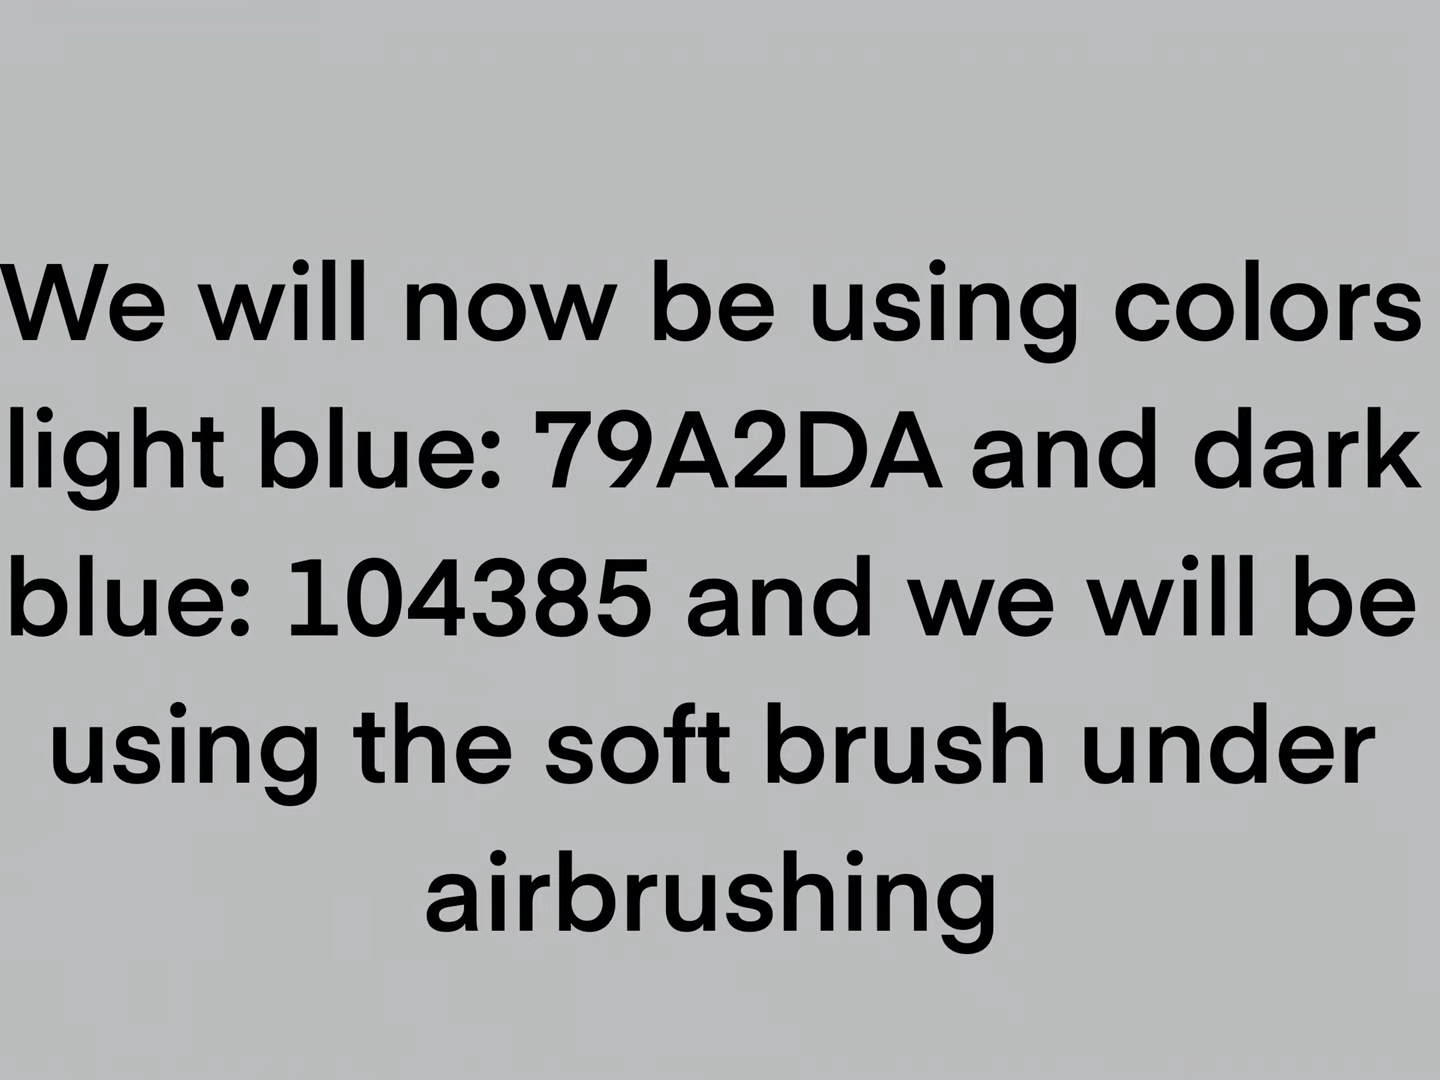 We will now be using colors
light blue: 79A2DA and dark
blue: 104385 and we will be
using the soft brush under
airbrushing